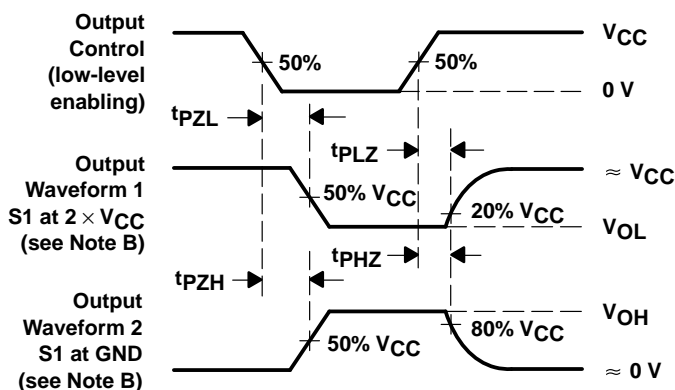 Output
Control
(low-level
enabling)
50%
50%
VCC
0 V
tPZL
tPLZ
Output
Waveform 1
S1 at 2 × VCC
(see Note B)
50% VCC
20% VCC
≈ VCC
VOL
tPZH
tPHZ
Output
Waveform 2
S1 at GND
(see Note B)
50% VCC
80% VCC
VOH
≈ 0 V